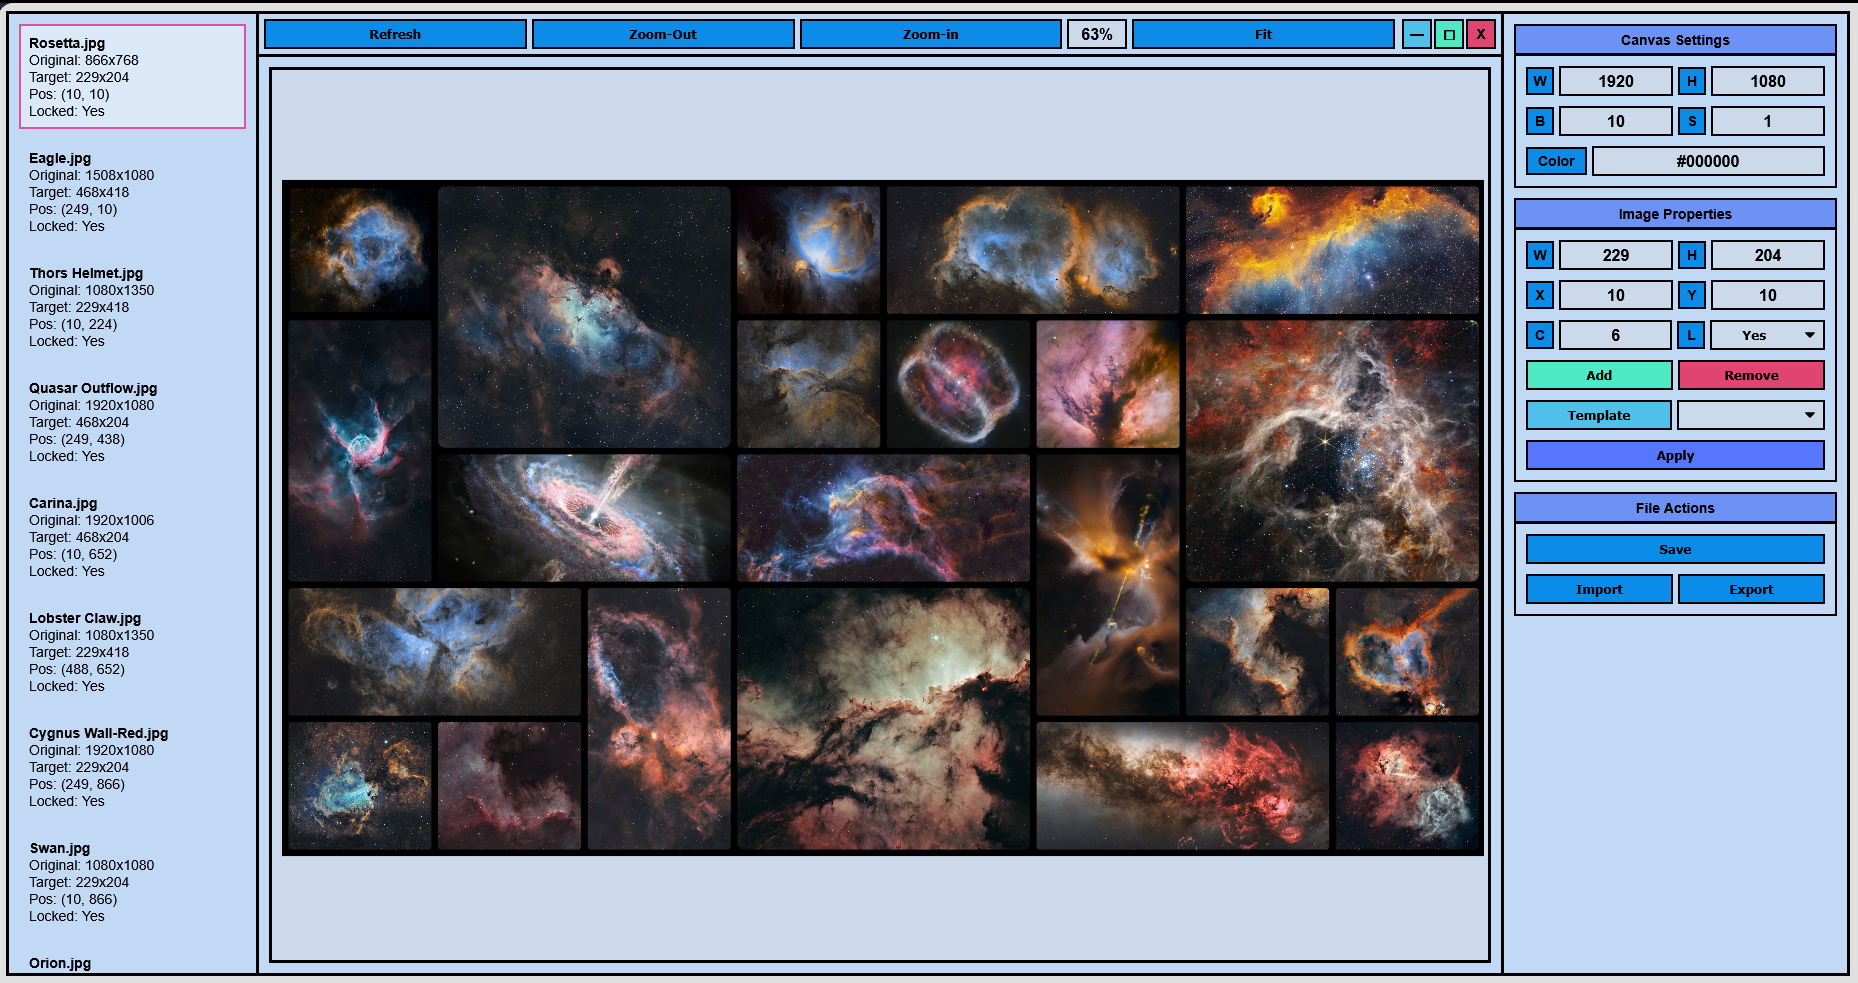 Rosetta.jpg
Original: 866x768
Target: 229x204
Pos: (10, 10)
Locked: Yes
Eagle.jpg
Original: 1508x1080
Target: 468x418
Pos: (249, 10)
Locked: Yes
Thors Helmet.jpg
Original: 1080x1350
Target: 229x418
Pos: (10, 224)
Locked: Yes
Quasar Outflow.jpg
Original: 1920x1080
Target: 468x204
Pos: (249, 438)
Locked: Yes
Carina.jpg
Original: 1920x1006
Target: 468x204
Pos: (10, 652)
Locked: Yes
Lobster Claw.jpg
Original: 1080x1350
Target: 229x418
Pos: (488, 652)
Locked: Yes
Cygnus Wall-Red.jpg
Original: 1920x1080
Target: 229x204
Pos: (249, 866)
Locked: Yes
Swan.jpg
Original: 1080x1080
Target: 229x204
Pos: (10, 866)
Locked: Yes
Orion.jpg
Refresh Zoom-Out Zoom-in 63% Fit — X
Canvas Settings
W 1920 H 1080
B 10 S 1
Color #000000
Image Properties
W 229 H 204
X 10 Y 10
C 6 L Yes
Add Remove
Template
Apply
File Actions
Save
Import Export